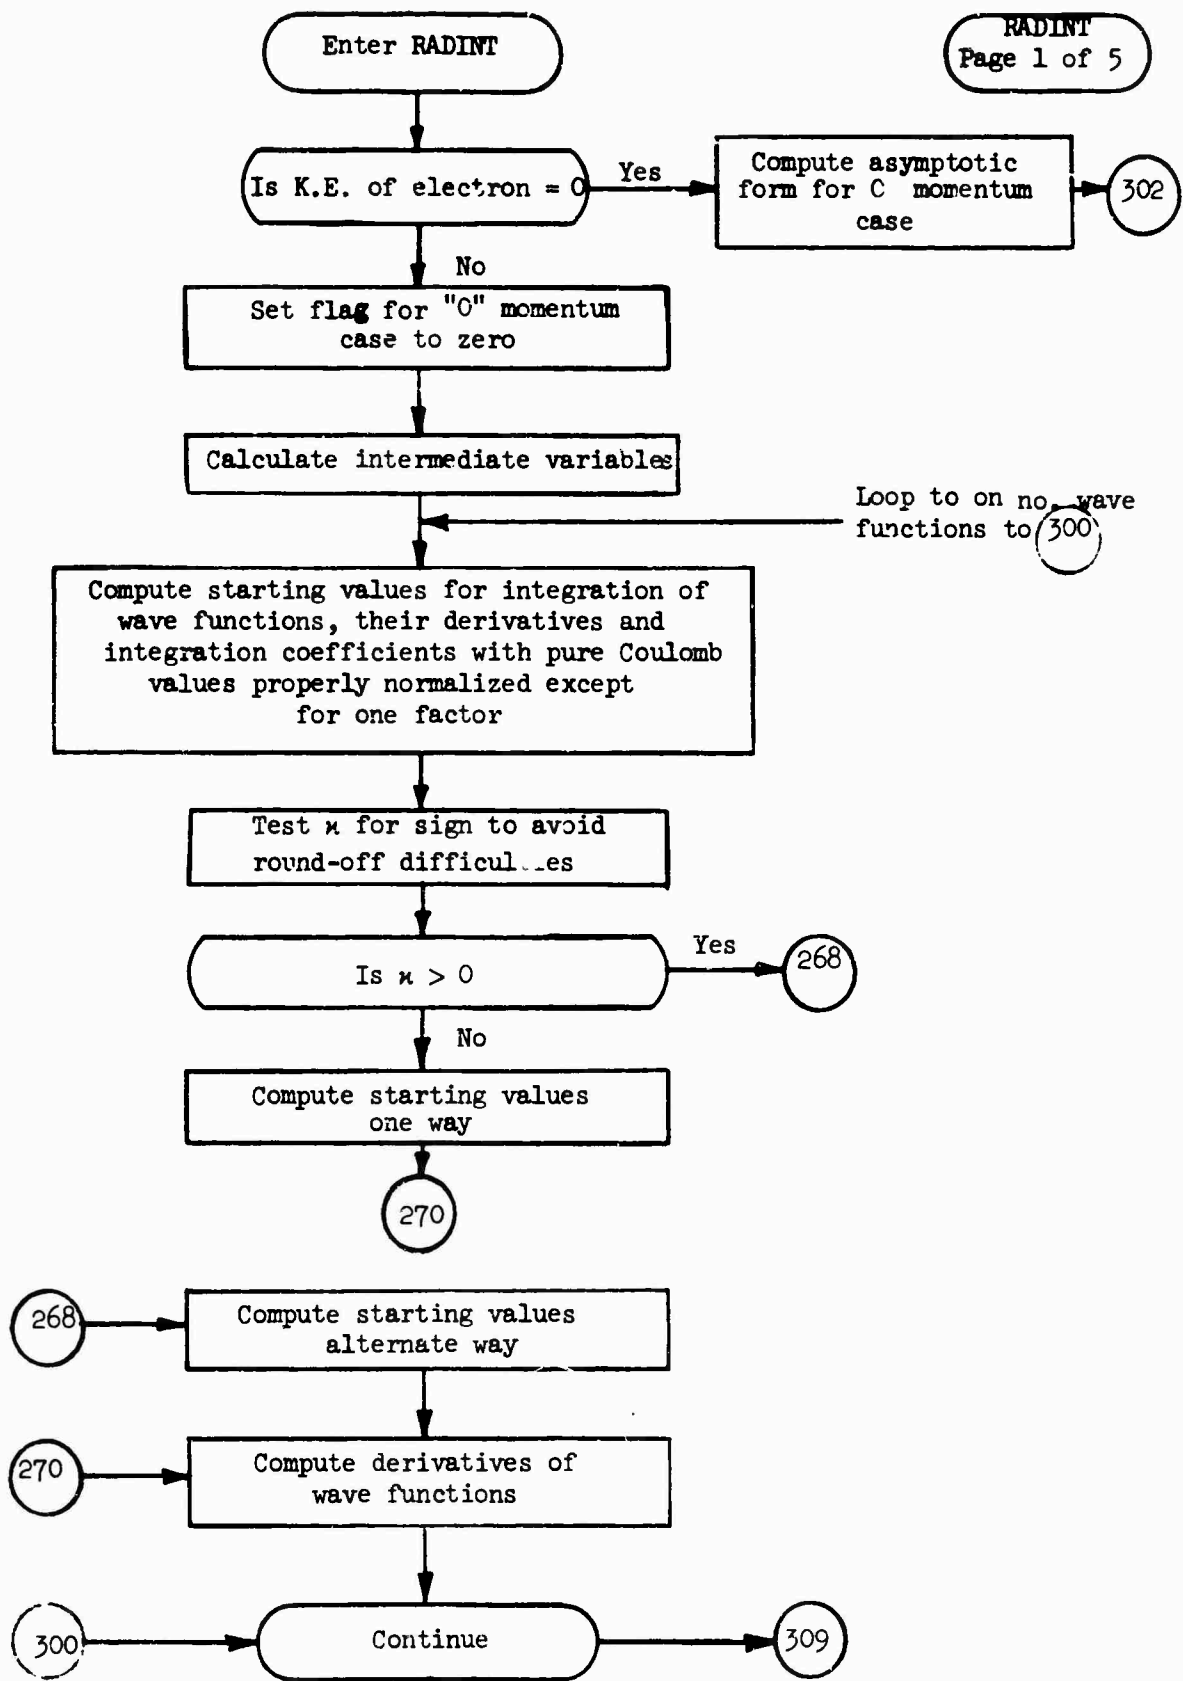 Enter RADINT
RADINT
Page 1 of 5
Is K.E. of electron = 0
Yes
Compute asymptotic
form for C momentum
case
302
No
Set flag for "0" momentum
case to zero
Calculate intermediate variables
Loop to on no. wave
functions to 300
Compute starting values for integration of
wave functions, their derivatives and
integration coefficients with pure Coulomb
values properly normalized except
for one factor
Test ϰ for sign to avoid
round-off
Is ϰ > 0
Yes
268
No
Compute starting values
one way
270
268
Compute starting values
alternate way
270
Compute derivatives of
wave functions
300
Continue
309